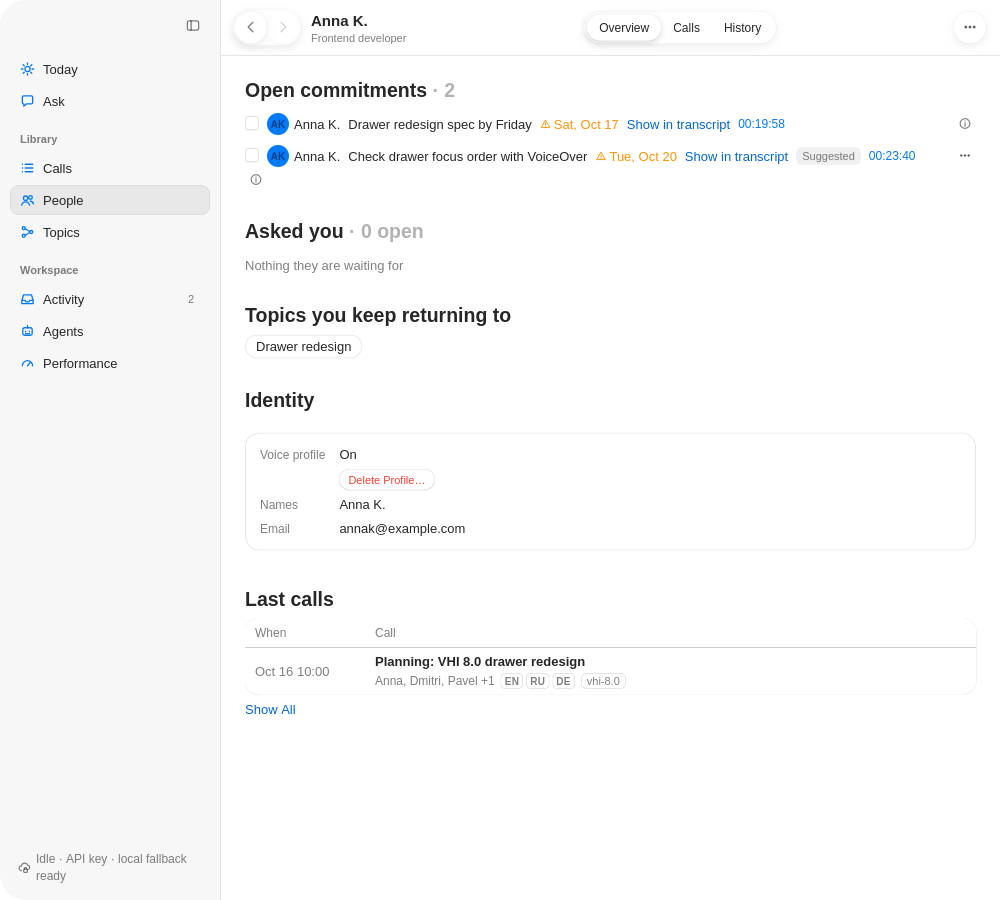 Anna K.
Frontend developer
Overview
Calls
History
Today
Ask
Library
Calls
People
Topics
Workspace
Activity 2
Agents
Performance
Idle · API key · local fallback
ready
Open commitments · 2
AK Anna K. Drawer redesign spec by Friday Sat, Oct 17 Show in transcript 00:19:58
AK Anna K. Check drawer focus order with VoiceOver Tue, Oct 20 Show in transcript Suggested 00:23:40
Asked you · 0 open
Nothing they are waiting for
Topics you keep returning to
Drawer redesign
Identity
Voice profile On
Delete Profile…
Names Anna K.
Email annak@example.com
Last calls
When Call
Oct 16 10:00
Planning: VHI 8.0 drawer redesign
Anna, Dmitri, Pavel +1 EN RU DE vhi-8.0
Show All